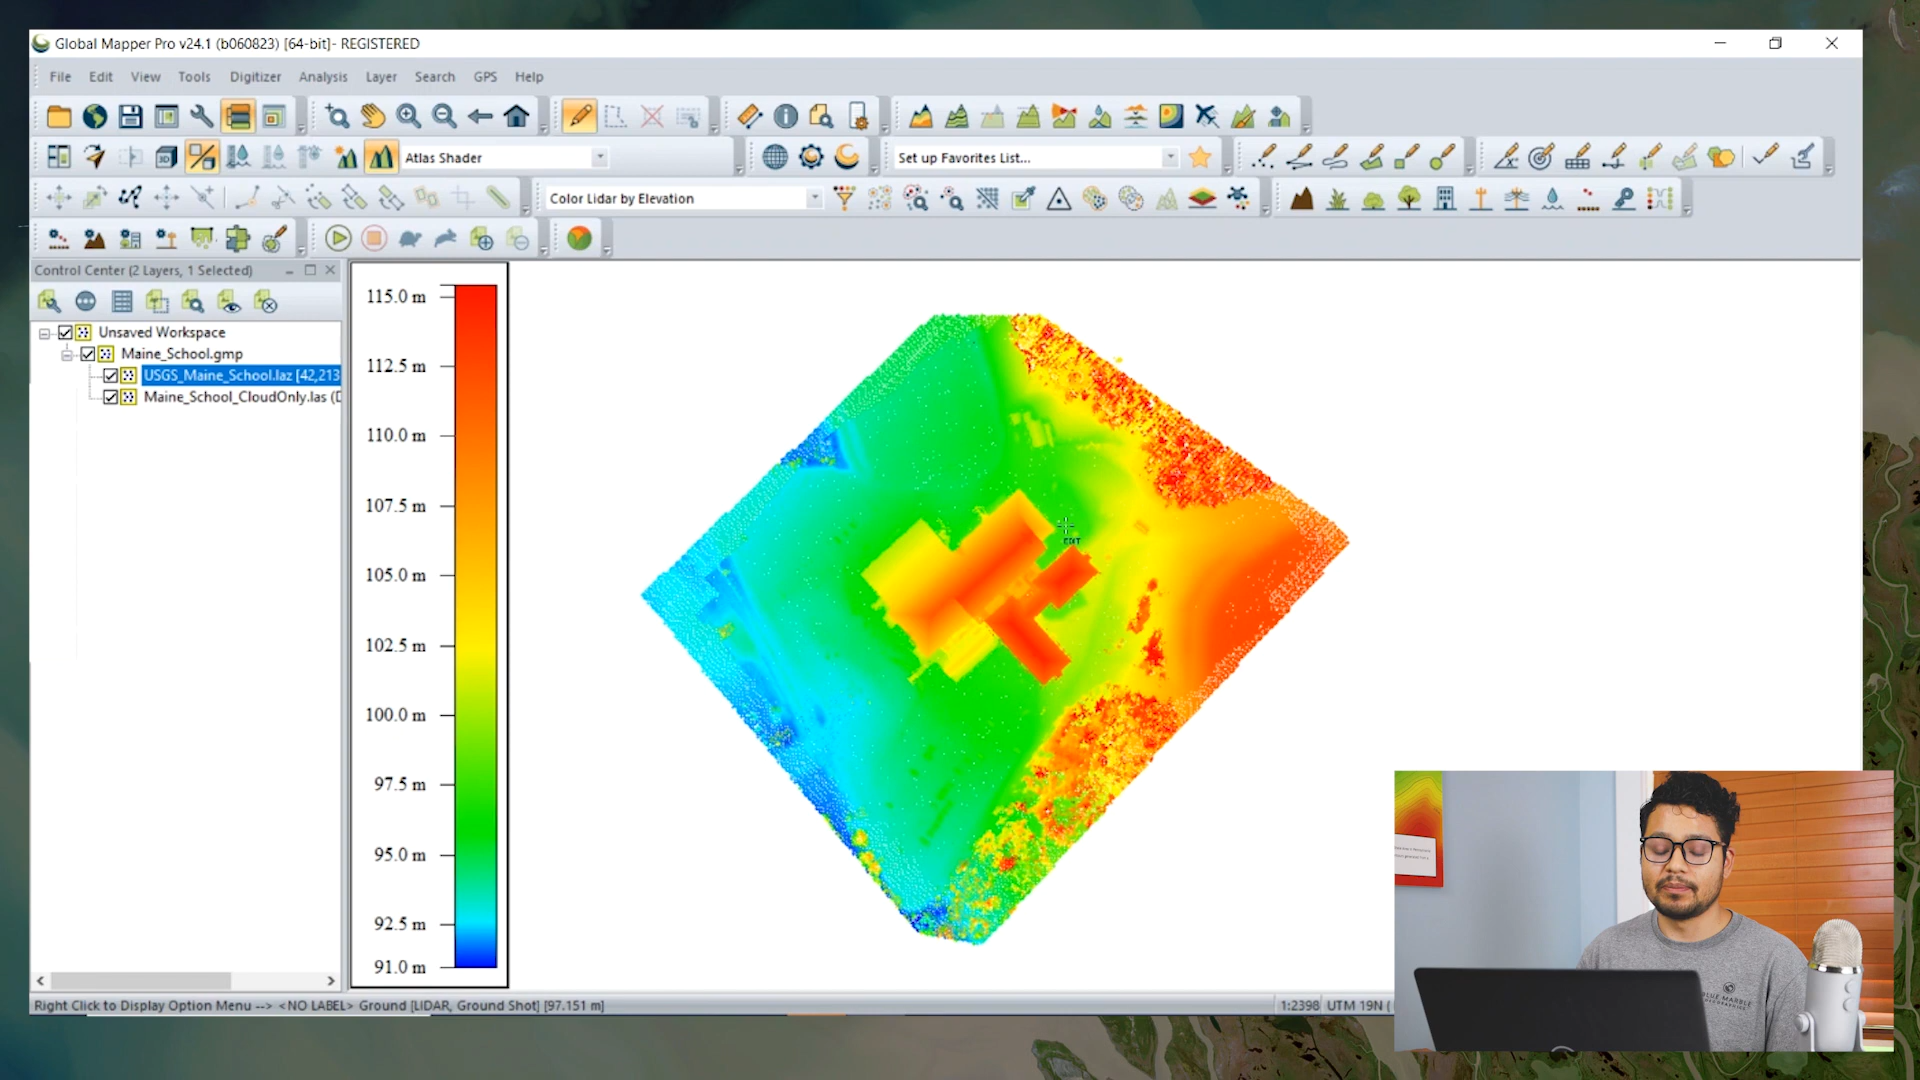 Global Mapper Pro v24.1 (b060823) [64-bit]- REGISTERED
File Edit View Tools Digitizer Analysis Layer Search GPS Help
Atlas Shader
Set up Favorites List...
Color Lidar by Elevation
Control Center (2 Layers, 1 Selected)
Unsaved Workspace
Maine_School.gmp
USGS_Maine_School.laz [42,213
Maine_School_CloudOnly.las (
115.0 m
112.5 m
110.0 m
107.5 m
105.0 m
102.5 m
100.0 m
97.5 m
95.0 m
92.5 m
91.0 m
EDIT
Right Click to Display Option Menu --> <NO LABEL> Ground [LIDAR, Ground Shot] [97.151 m]
1:2398 UTM 19N (
BLUE MARBLE